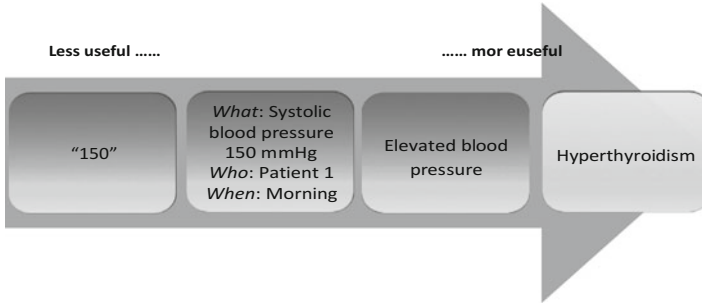 Less useful ......
...... mor euseful
“150”
What: Systolic
blood pressure
150 mmHg
Who: Patient 1
When: Morning
Elevated blood
pressure
Hyperthyroidism